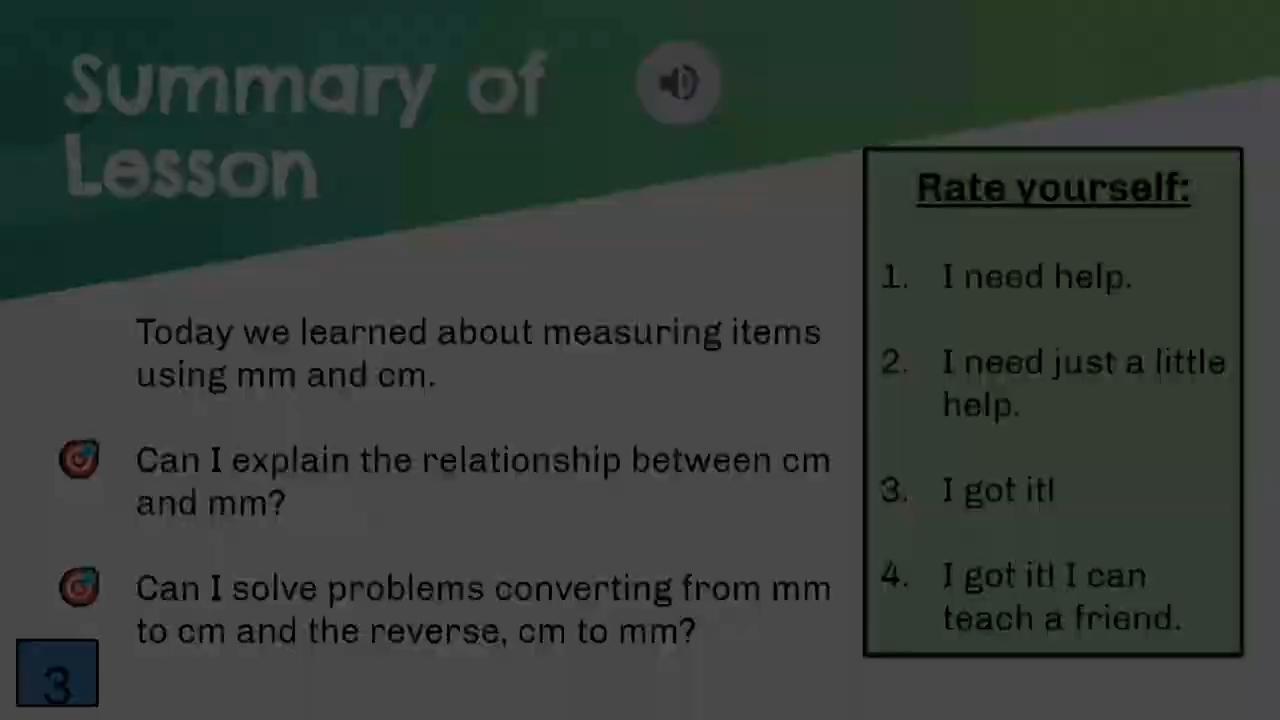 Summary of
Lesson
Rate yourself:
1. I need help.
2. I need just a little
help.
3. I got it!
4. I got it! I can
teach a friend.
Today we learned about measuring items
using mm and cm.
Can I explain the relationship between cm
and mm?
Can I solve problems converting from mm
to cm and the reverse, cm to mm?
3